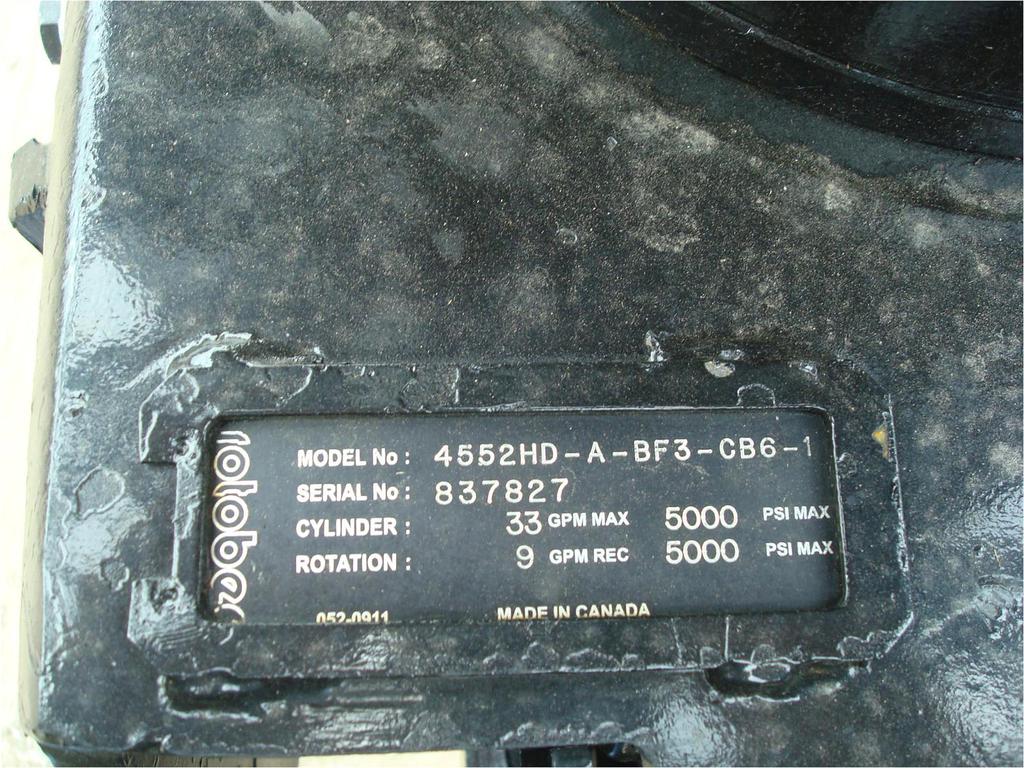 rotobec
MODEL No : 4552HD-A-BF3-CB6-1
SERIAL No : 837827
CYLINDER : 33 GPM MAX 5000 PSI MAX
ROTATION : 9 GPM REC 5000 PSI MAX
052-0911 MADE IN CANADA